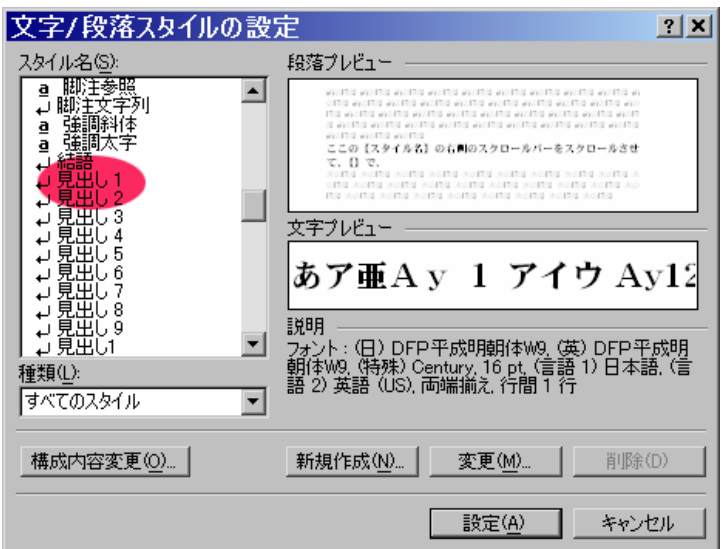 文字/段落スタイルの設定
スタイル名(S):
a 脚注参照
脚注文字列
a 強調斜体
a 強調太字
結語
見出し 1
見出し 2
見出し 3
見出し 4
見出し 5
見出し 6
見出し 7
見出し 8
見出し 9
見出し1
種類(L):
すべてのスタイル
段落プレビュー
ここの【スタイル名】の右側のスクロールバーをスクロールさせ
て、【】で、
文字プレビュー
あア亜Ａｙ １ アイウ Ay12
説明
フォント : (日) DFP平成明朝体W9, (英) DFP平成明
朝体W9, (特殊) Century, 16 pt, (言語 1) 日本語, (言
語 2) 英語 (US), 両端揃え, 行間 1 行
構成内容変更(O)...
新規作成(N)...
変更(M)...
削除(D)
設定(A)
キャンセル